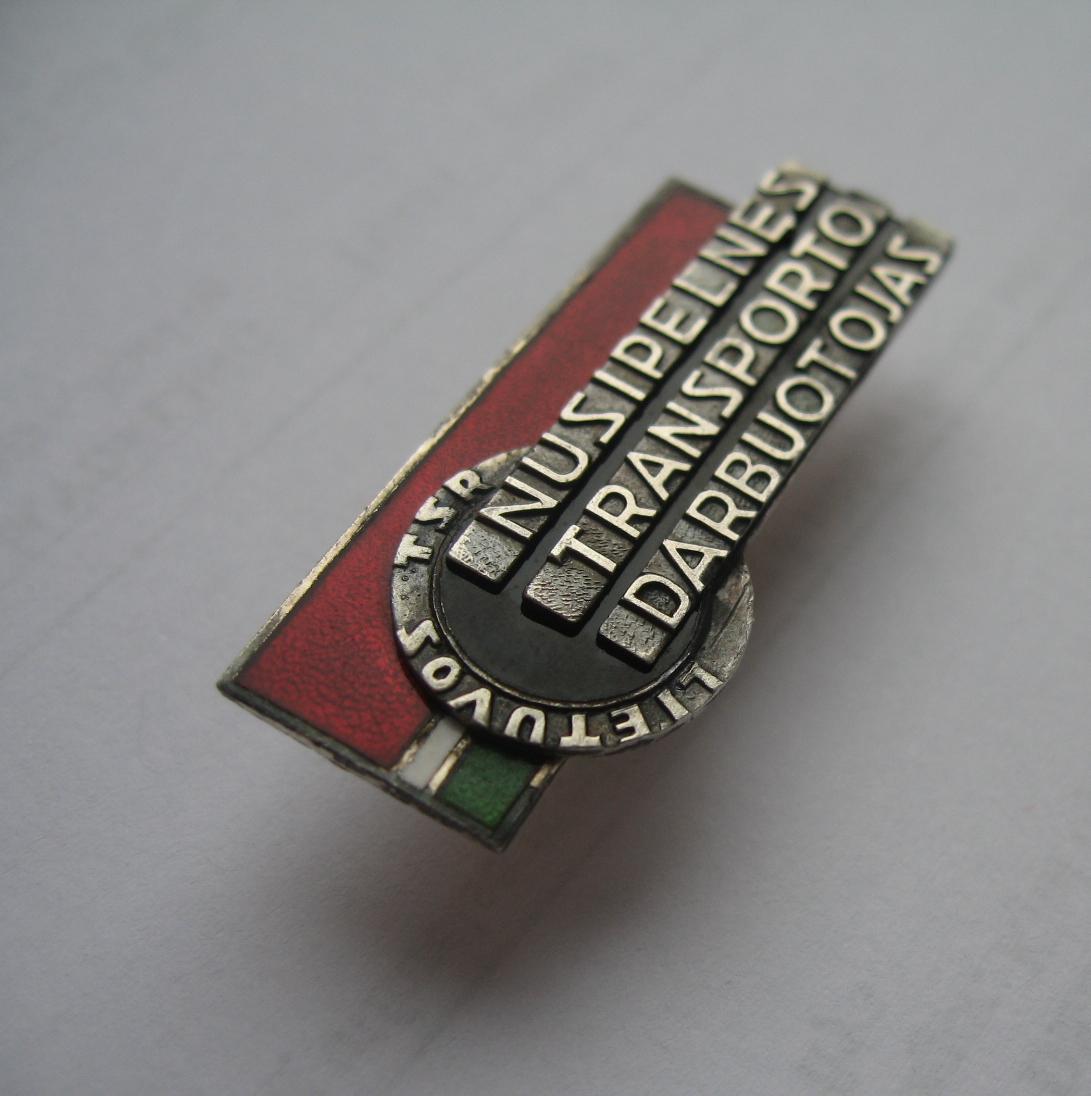 NUSIPELNĘS
TRANSPORTO
DARBUOTOJAS
LIETUVOS TSR